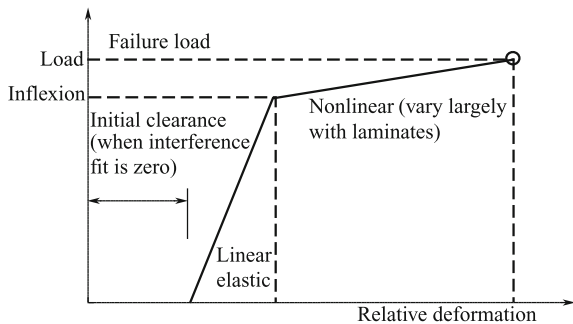 Failure load
Load
Inflexion
Initial clearance
(when interference
fit is zero)
Nonlinear (vary largely
with laminates)
Linear
elastic
Relative deformation